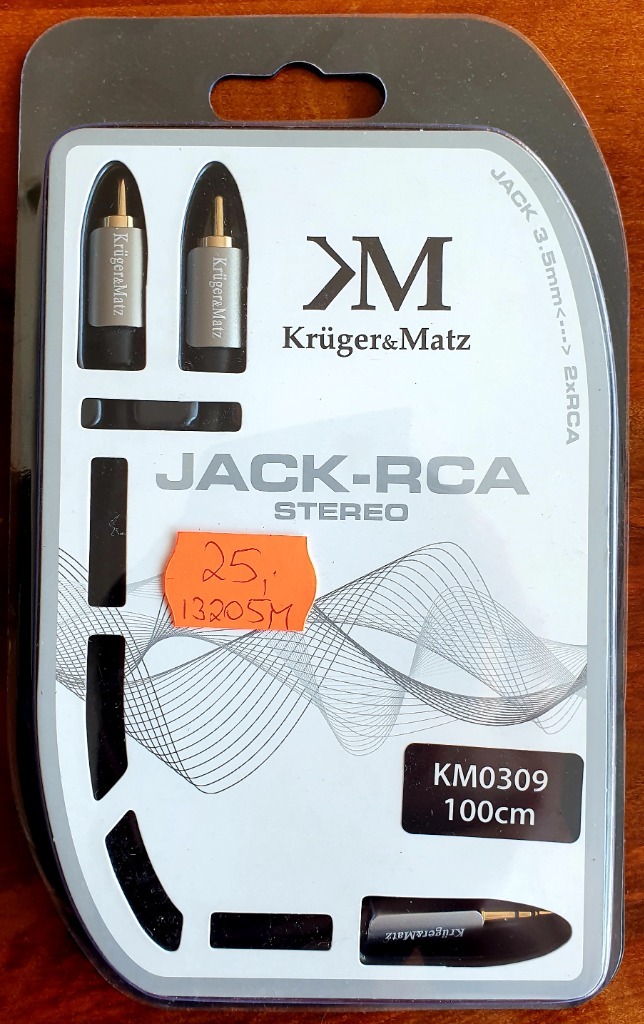 JACK 3.5mm<---> 2xRCA
Krüger&Matz
Krüger&Matz
KM
Krüger&Matz
JACK-RCA
STEREO
25,-
13205M
KM0309
100cm
Krüger&Matz